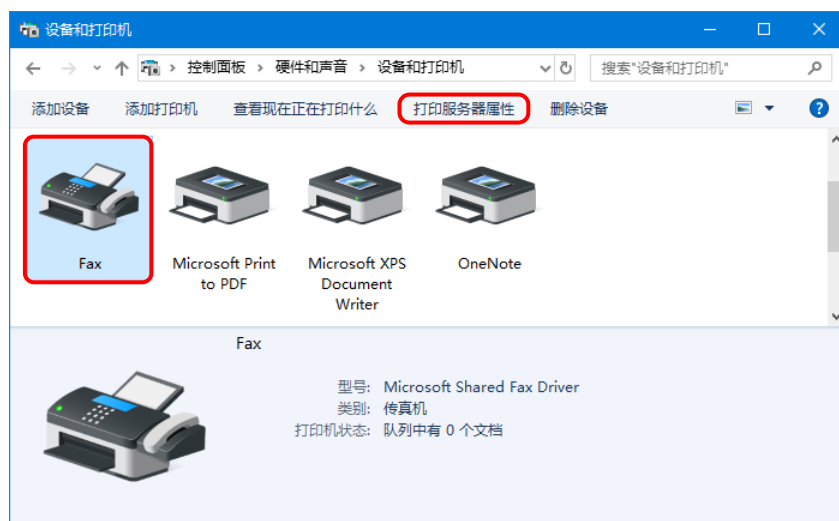 设备和打印机
控制面板 › 硬件和声音 › 设备和打印机
搜索"设备和打印机"
添加设备 添加打印机 查看现在正在打印什么 打印服务器属性 删除设备
Fax
Microsoft Print
to PDF
Microsoft XPS
Document
Writer
OneNote
Fax
型号: Microsoft Shared Fax Driver
类别: 传真机
打印机状态: 队列中有 0 个文档